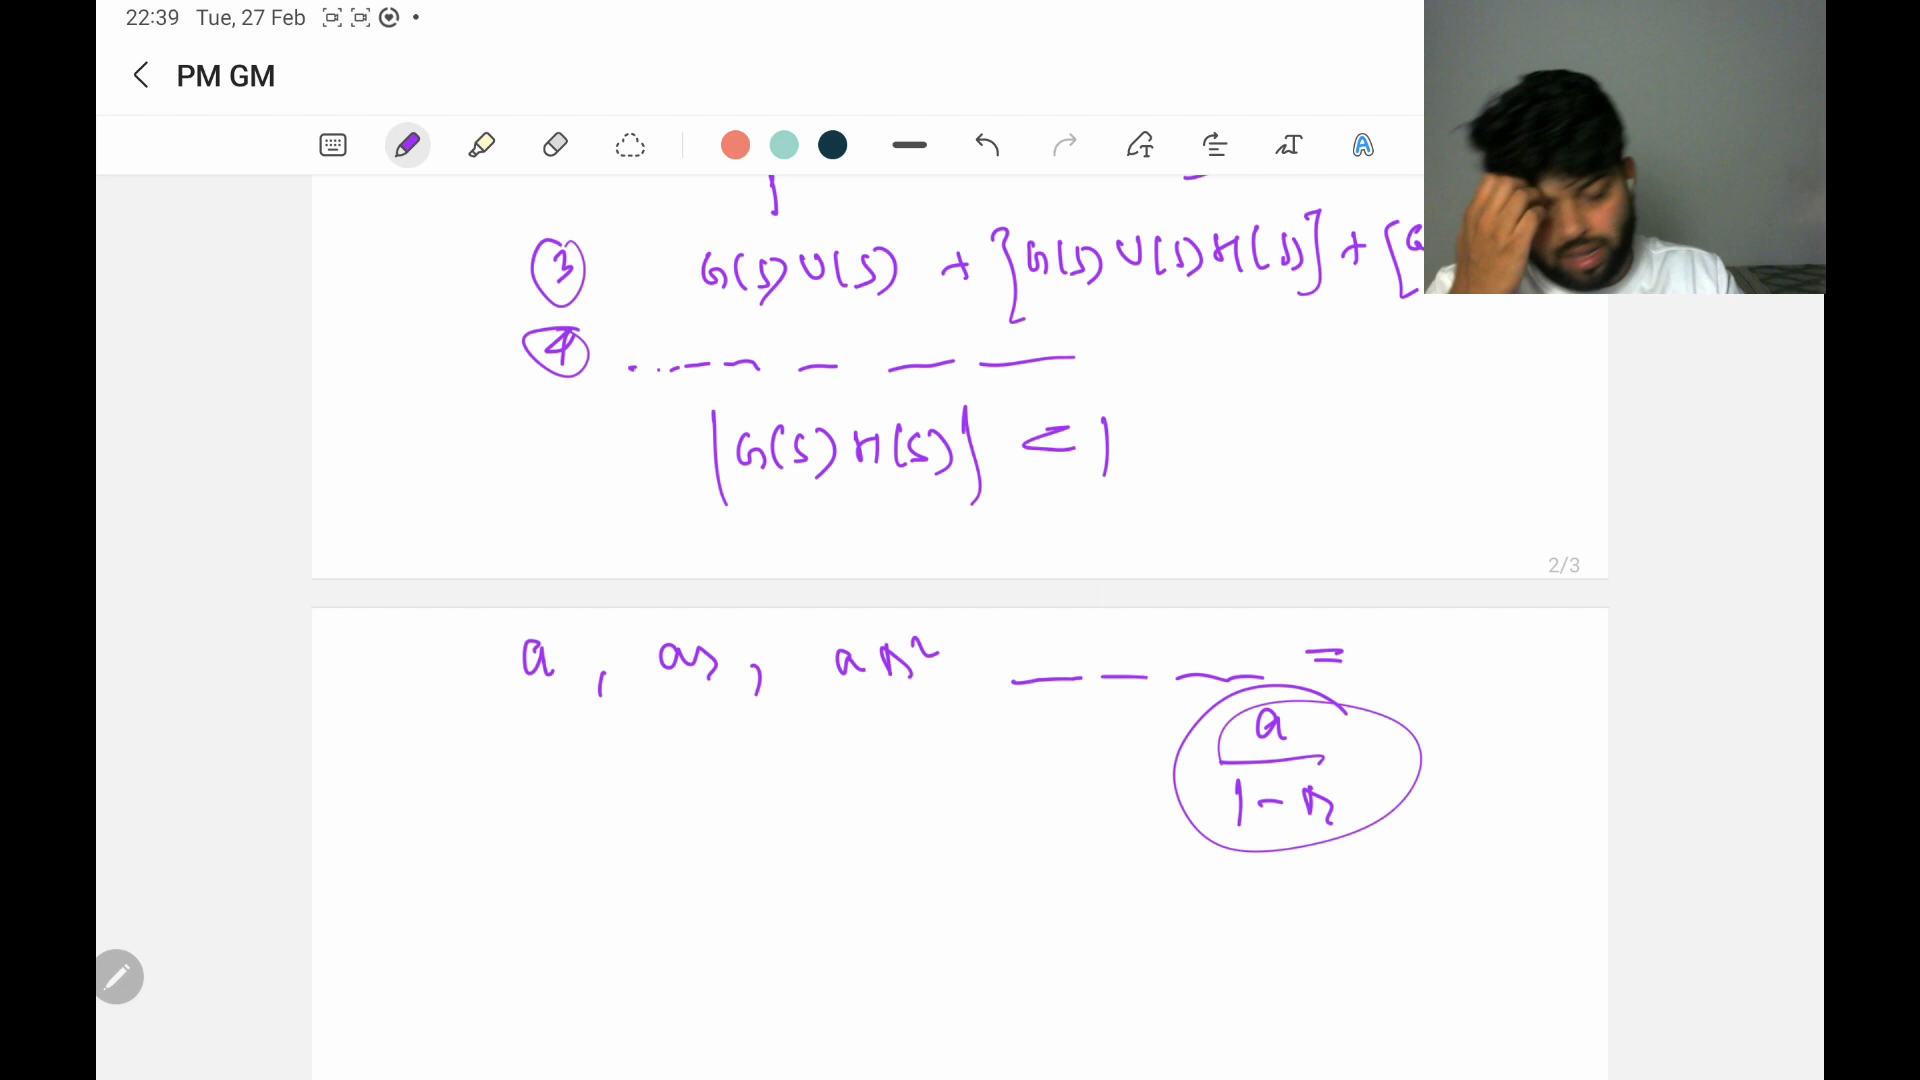 22:39 Tue, 27 Feb
PM GM
③ G(s)U(s) + [G(s)U(s)H(s)] + [G
④ ......
|G(s)H(s)| < 1
2/3
a, ar, ar² _ _ _ =
a
1-r